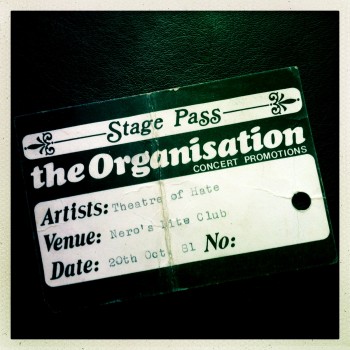 Stage Pass
the Organisation
CONCERT PROMOTIONS
Artists: Theatre of Hate
Venue: Nero's Nite Club
Date: 20th Oct. 81 No: